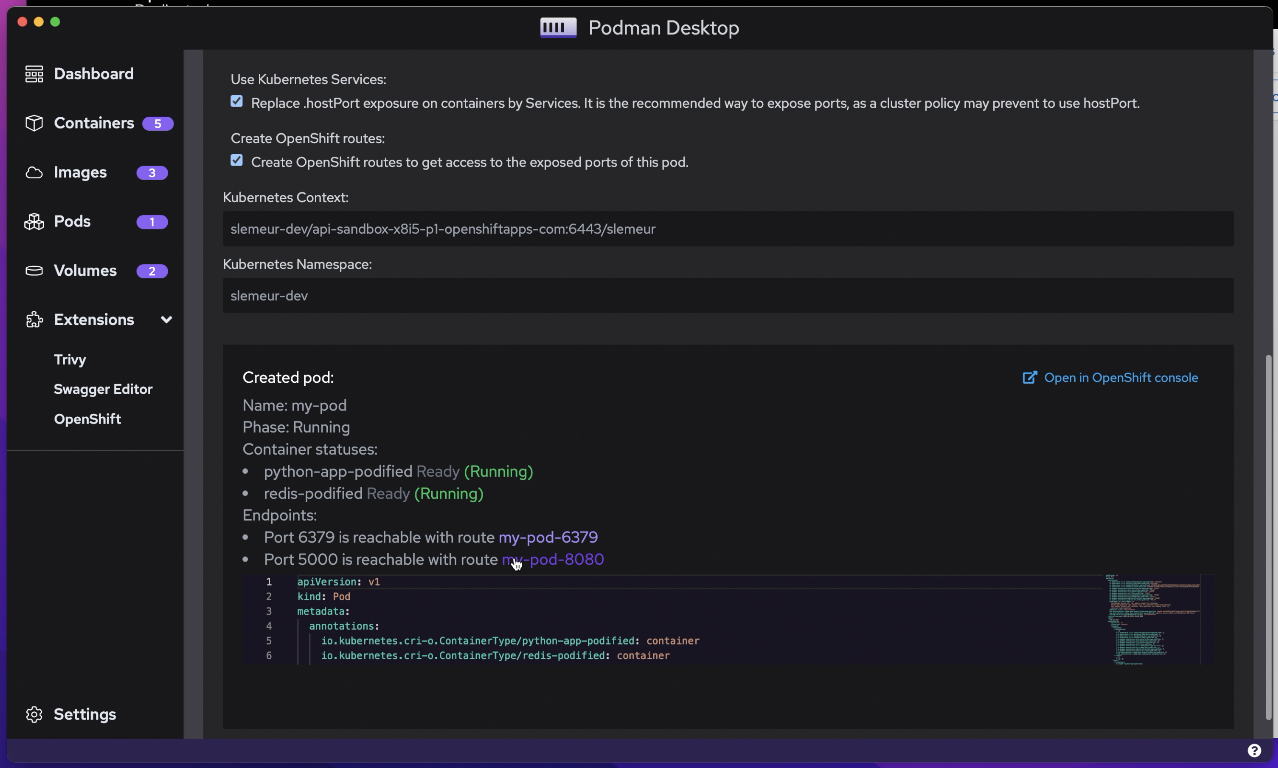 Podman Desktop
Dashboard
Containers 5
Images 3
Pods 1
Volumes 2
Extensions
Trivy
Swagger Editor
OpenShift
Settings
Use Kubernetes Services:
Replace .hostPort exposure on containers by Services. It is the recommended way to expose ports, as a cluster policy may prevent to use hostPort.
Create OpenShift routes:
Create OpenShift routes to get access to the exposed ports of this pod.
Kubernetes Context:
slemeur-dev/api-sandbox-x8i5-p1-openshiftapps-com:6443/slemeur
Kubernetes Namespace:
slemeur-dev
Created pod:
Open in OpenShift console
Name: my-pod
Phase: Running
Container statuses:
• python-app-podified Ready (Running)
• redis-podified Ready (Running)
Endpoints:
• Port 6379 is reachable with route my-pod-6379
• Port 5000 is reachable with route my-pod-8080
1 apiVersion: v1
2 kind: Pod
3 metadata:
4 annotations:
5 io.kubernetes.cri-o.ContainerType/python-app-podified: container
6 io.kubernetes.cri-o.ContainerType/redis-podified: container
?